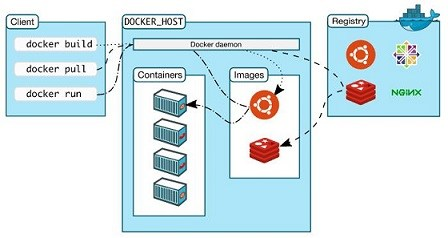 Client
docker build
docker pull
docker run
DOCKER_HOST
Docker daemon
Containers
Images
Registry
NGINX